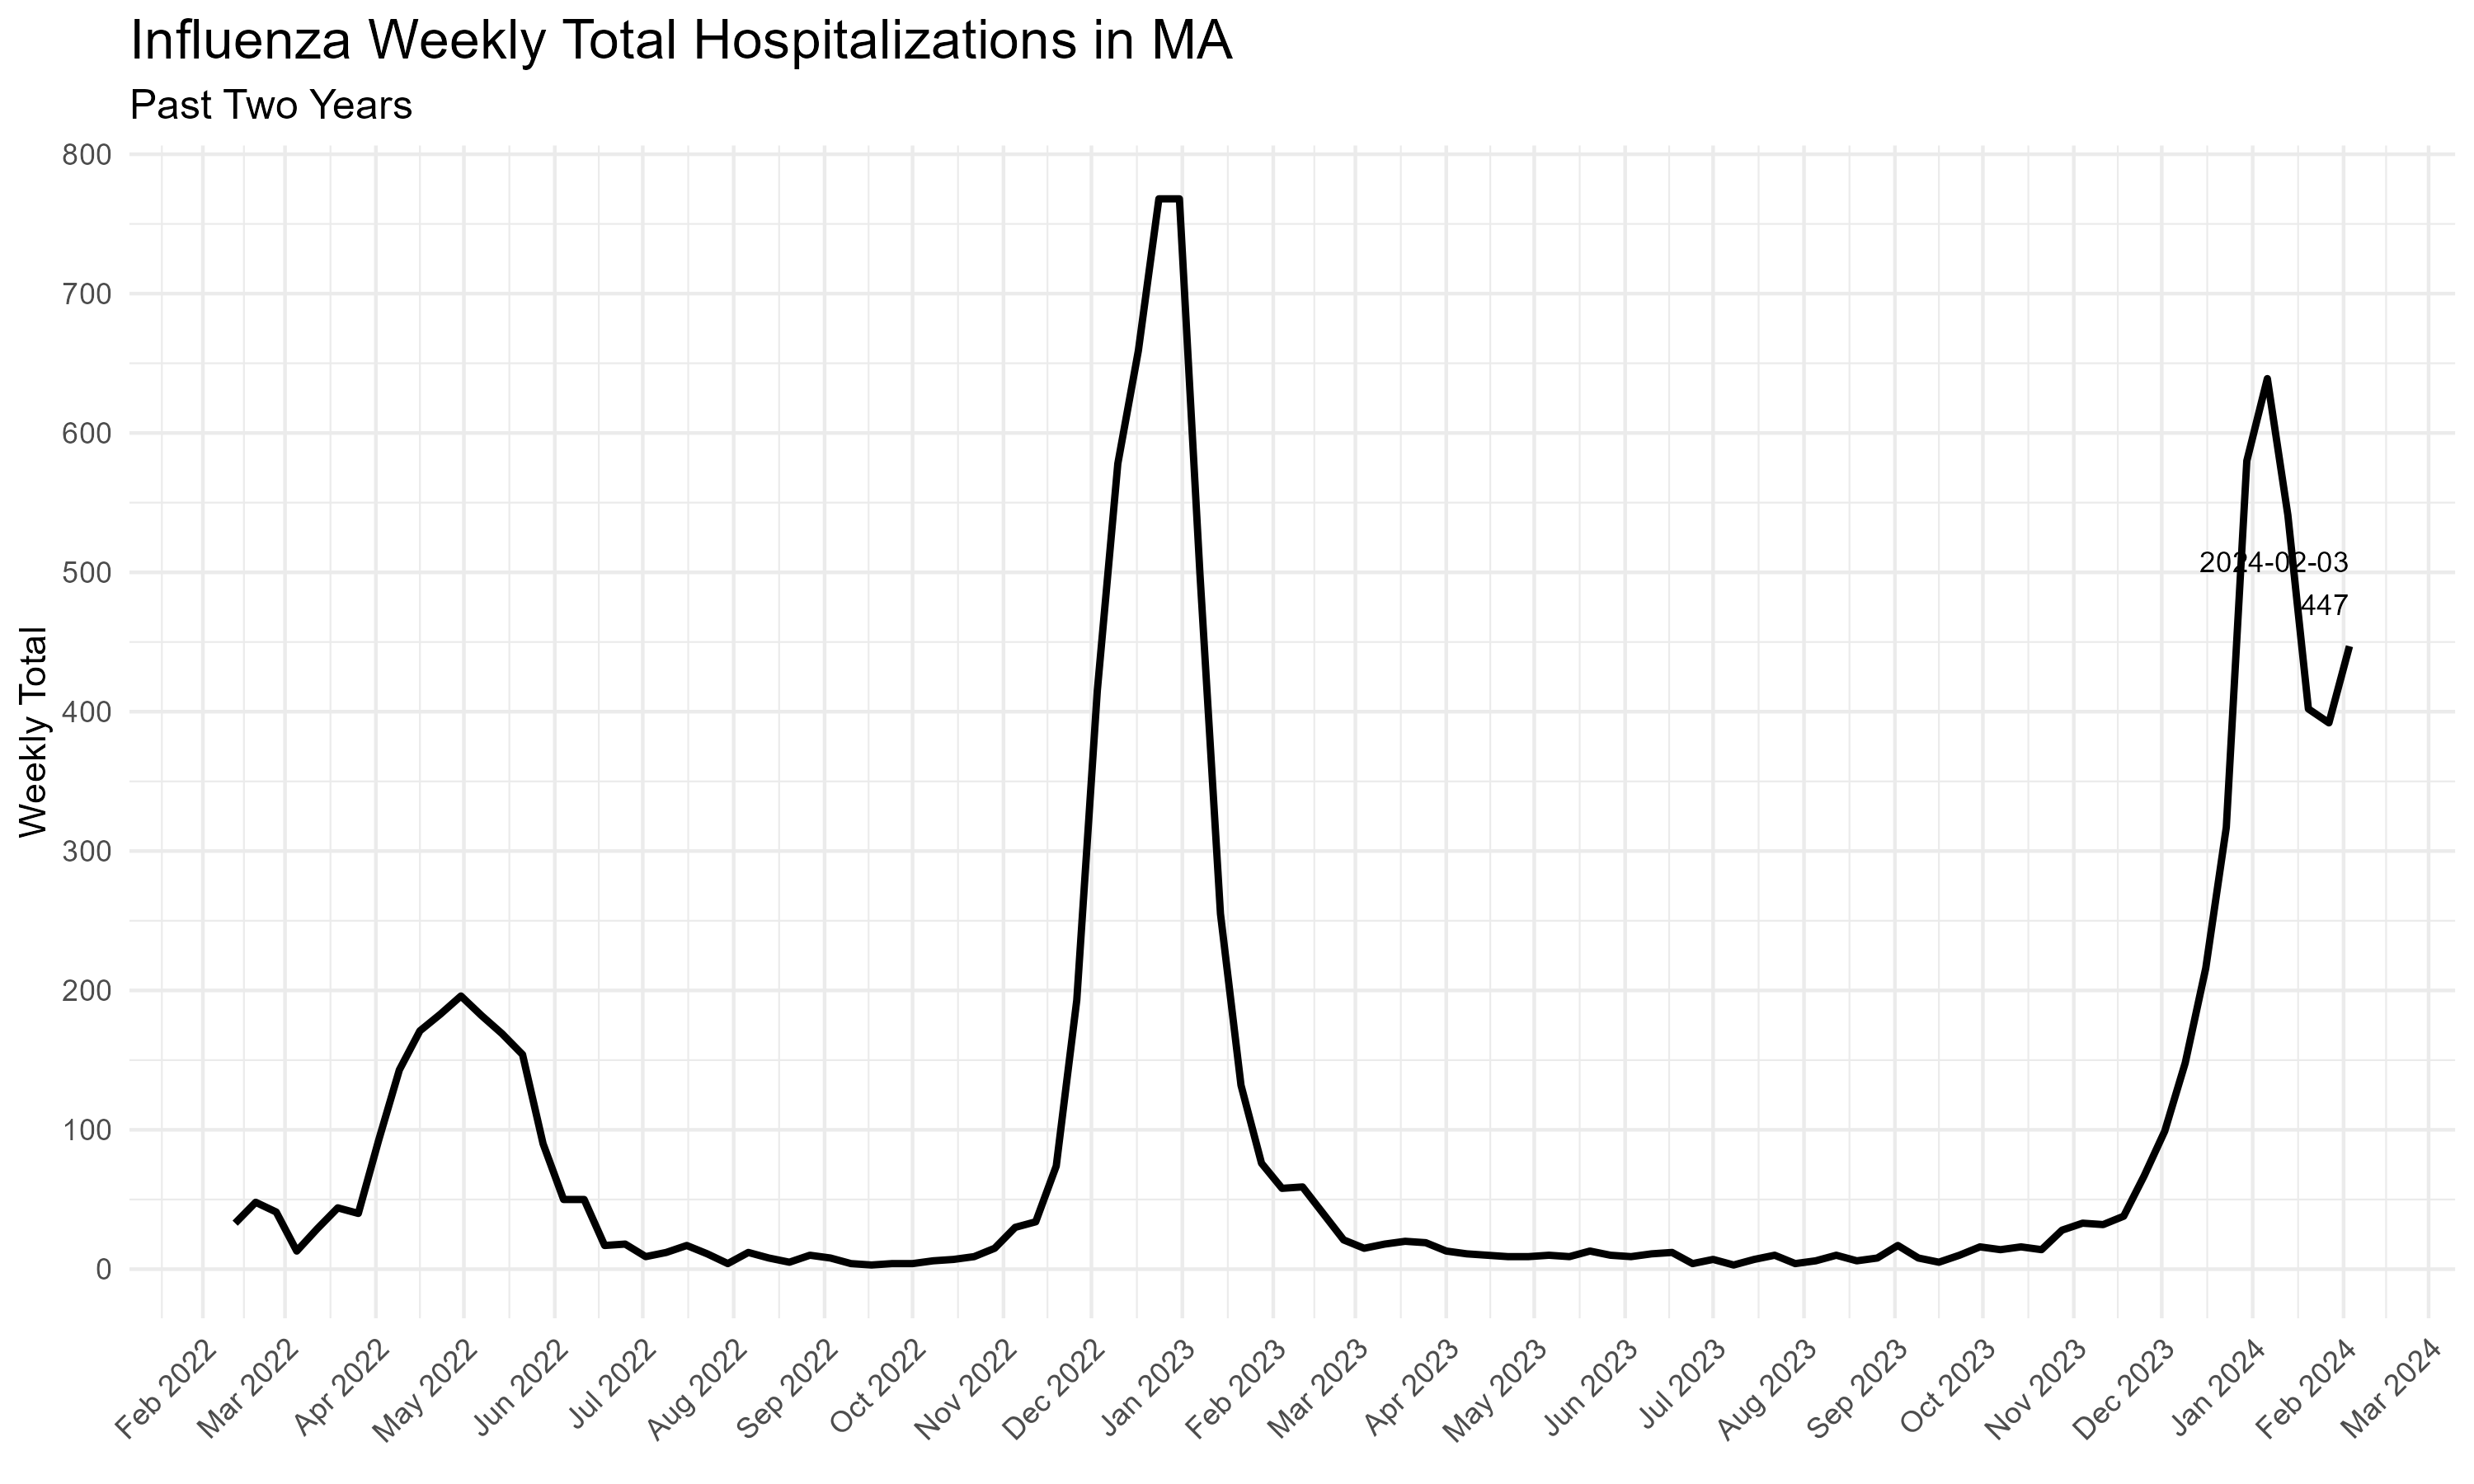 Influenza Weekly Total Hospitalizations in MA
Past Two Years
Weekly Total
800
700
600
500
400
300
200
100
0
2024-02-03
447
Feb 2022
Mar 2022
Apr 2022
May 2022
Jun 2022
Jul 2022
Aug 2022
Sep 2022
Oct 2022
Nov 2022
Dec 2022
Jan 2023
Feb 2023
Mar 2023
Apr 2023
May 2023
Jun 2023
Jul 2023
Aug 2023
Sep 2023
Oct 2023
Nov 2023
Dec 2023
Jan 2024
Feb 2024
Mar 2024